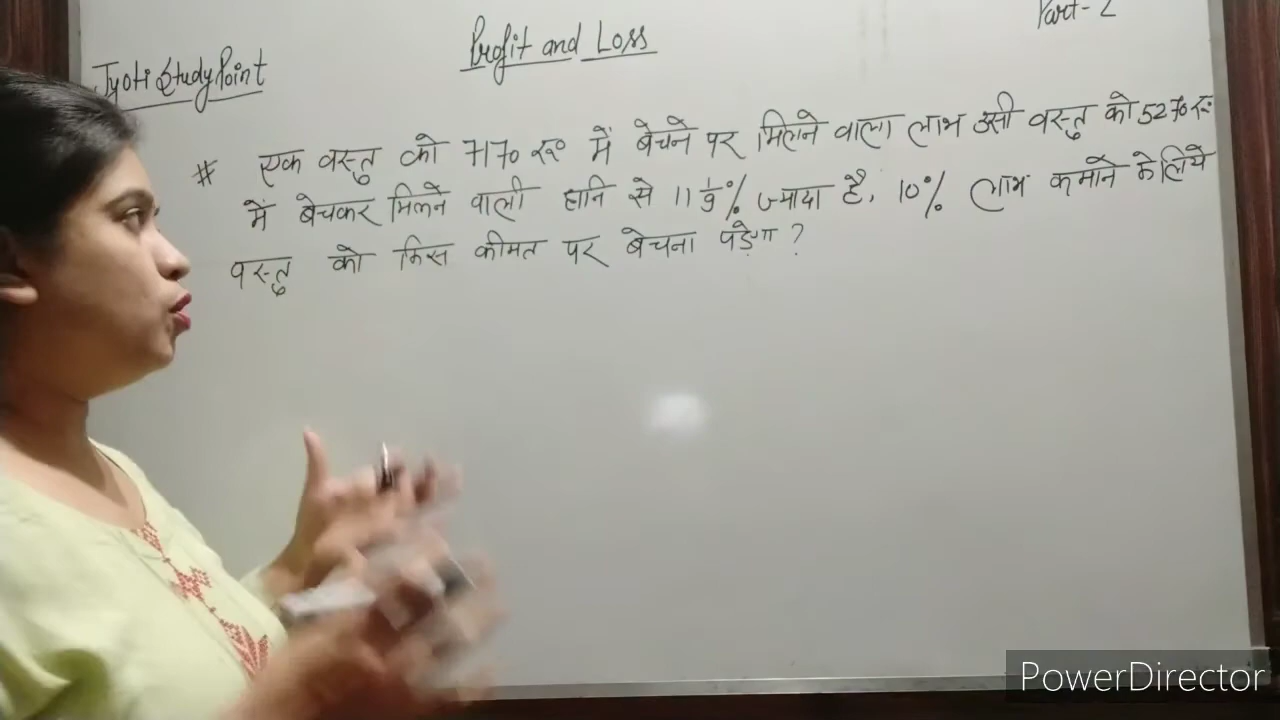 Profit and Loss
Part-2
Jyoti Study Point
# एक वस्तु को 7170 रु० में बेचने पर मिलने वाला लाभ उसी वस्तु को 5270 रु०
में बेचकर मिलने वाली हानि से 11 1/9 % ज्यादा है, 10% लाभ कमाने के लिये
वस्तु को किस कीमत पर बेचना पड़ेगा ?
PowerDirector